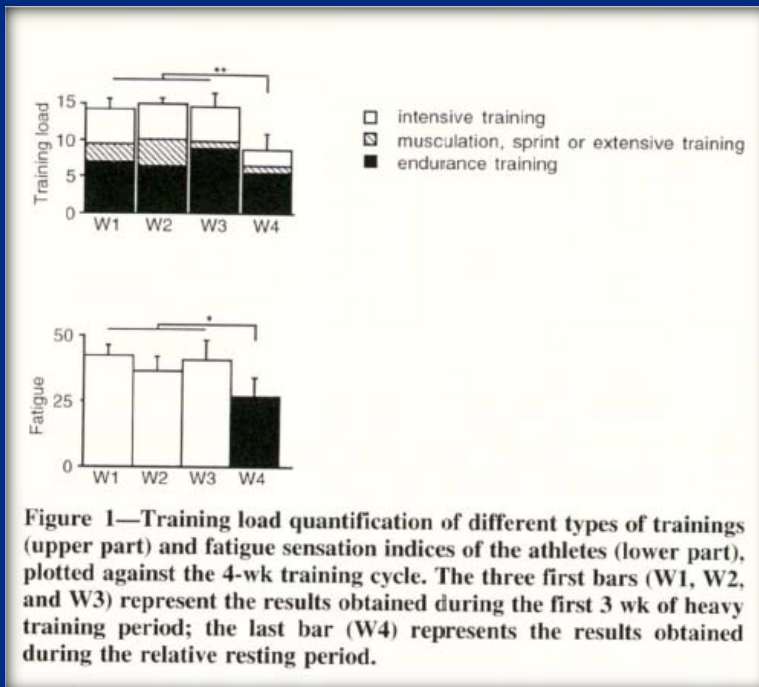 **
15
10
5
0
Training load
W1 W2 W3 W4
intensive training
musculation, sprint or extensive training
endurance training
*
50
25
0
Fatigue
W1 W2 W3 W4
Figure 1—Training load quantification of different types of trainings
(upper part) and fatigue sensation indices of the athletes (lower part),
plotted against the 4-wk training cycle. The three first bars (W1, W2,
and W3) represent the results obtained during the first 3 wk of heavy
training period; the last bar (W4) represents the results obtained
during the relative resting period.